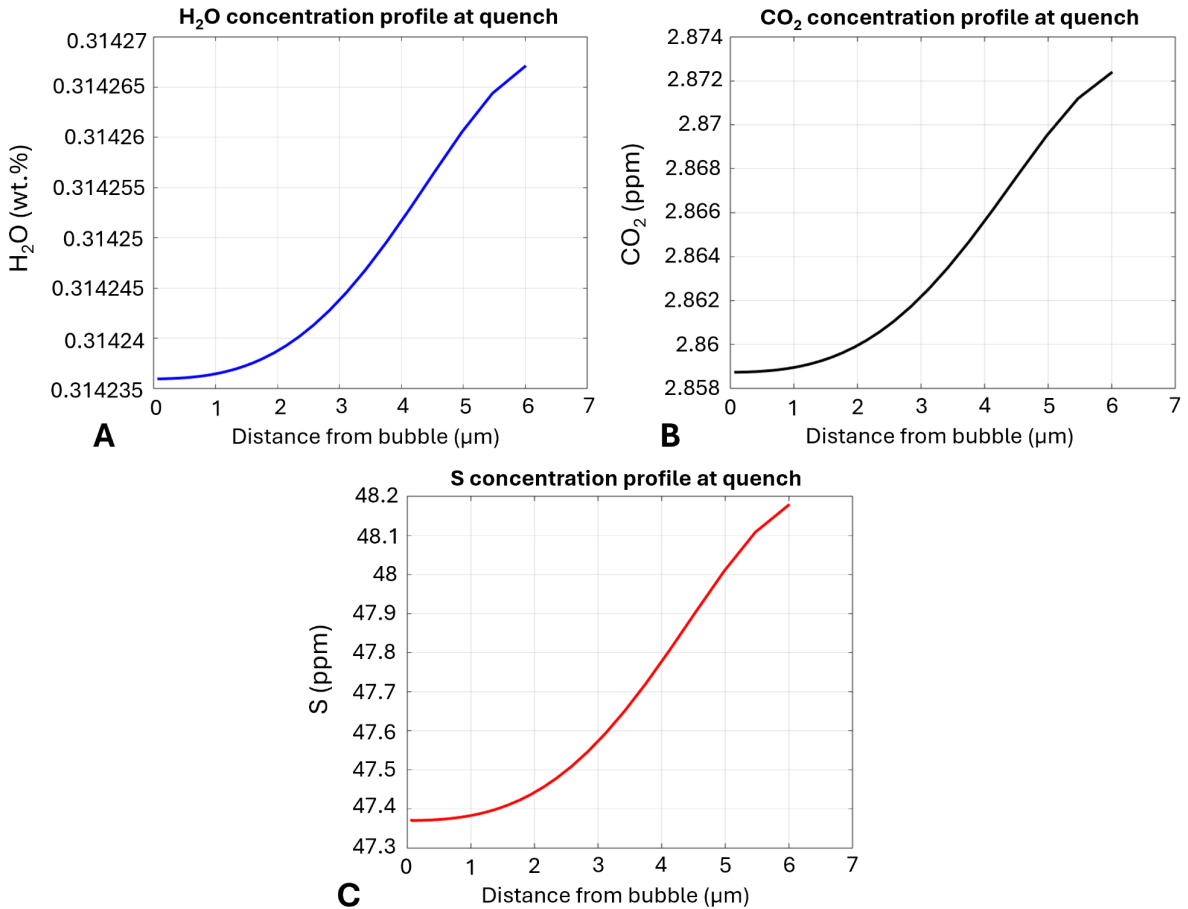 H₂O concentration profile at quench
0.31427
0.314265
0.31426
0.314255
0.31425
0.314245
0.31424
0.314235
H₂O (wt.%)
0 1 2 3 4 5 6 7
Distance from bubble (µm)
A
CO₂ concentration profile at quench
2.874
2.872
2.87
2.868
2.866
2.864
2.862
2.86
2.858
CO₂ (ppm)
0 1 2 3 4 5 6 7
Distance from bubble (µm)
B
S concentration profile at quench
48.2
48.1
48
47.9
47.8
47.7
47.6
47.5
47.4
47.3
S (ppm)
0 1 2 3 4 5 6 7
Distance from bubble (µm)
C